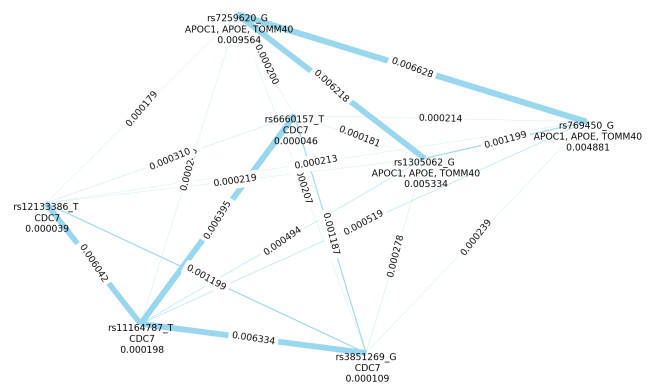 rs7259620_G
APOC1, APOE, TOMM40
0.009564
0.000200
0.006628
0.006218
0.000179
rs6660157_T
CDC7
0.000046
0.000214
0.000181
rs769450_G
APOC1, APOE, TOMM40
0.004881
0.001199
0.000310
0.000213
rs1305062_G
APOC1, APOE, TOMM40
0.005334
0.000219
rs12133386_T
CDC7
0.000039
0.006395
0.001187
0.000519
0.000494
0.000278
0.000239
0.006042
0.001199
rs11164787_T
CDC7
0.000198
0.006334
rs3851269_G
CDC7
0.000109